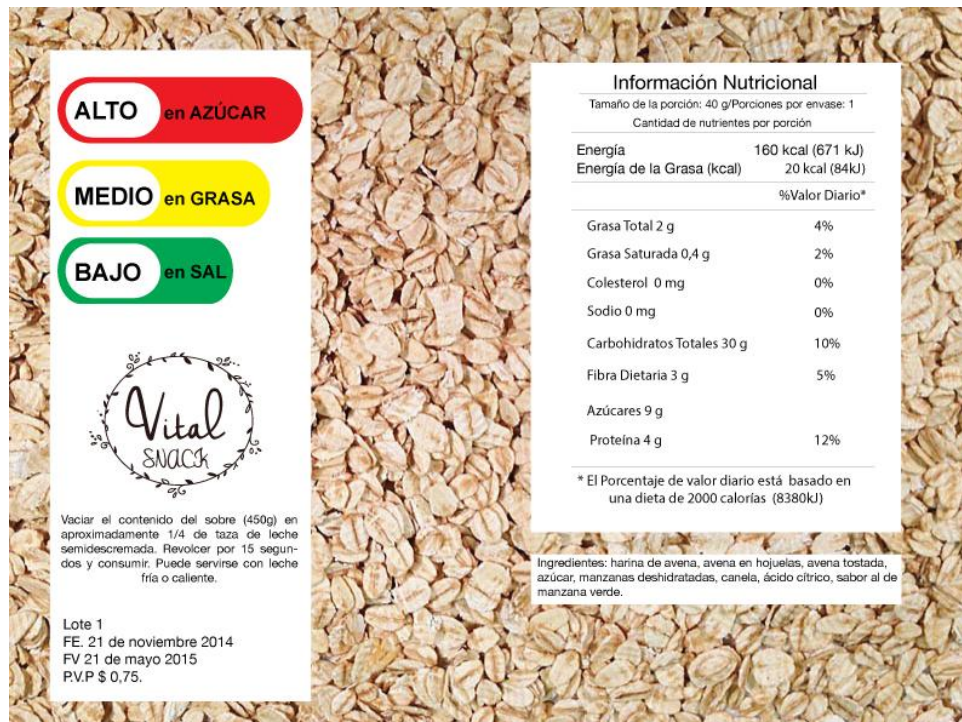 ALTO en AZÚCAR
MEDIO en GRASA
BAJO en SAL
Vital
SNACK
Vaciar el contenido del sobre (450g) en
aproximadamente 1/4 de taza de leche
semidescremada. Revolcer por 15 segun-
dos y consumir. Puede servirse con leche
fría o caliente.
Lote 1
FE. 21 de noviembre 2014
FV 21 de mayo 2015
P.V.P $ 0,75.
Información Nutricional
Tamaño de la porción: 40 g/Porciones por envase: 1
Cantidad de nutrientes por porción
Energía 160 kcal (671 kJ)
Energía de la Grasa (kcal) 20 kcal (84kJ)
%Valor Diario*
Grasa Total 2 g 4%
Grasa Saturada 0,4 g 2%
Colesterol 0 mg 0%
Sodio 0 mg 0%
Carbohidratos Totales 30 g 10%
Fibra Dietaria 3 g 5%
Azúcares 9 g
Proteína 4 g 12%
* El Porcentaje de valor diario está basado en
una dieta de 2000 calorías (8380kJ)
Ingredientes: harina de avena, avena en hojuelas, avena tostada,
azúcar, manzanas deshidratadas, canela, ácido cítrico, sabor al de
manzana verde.